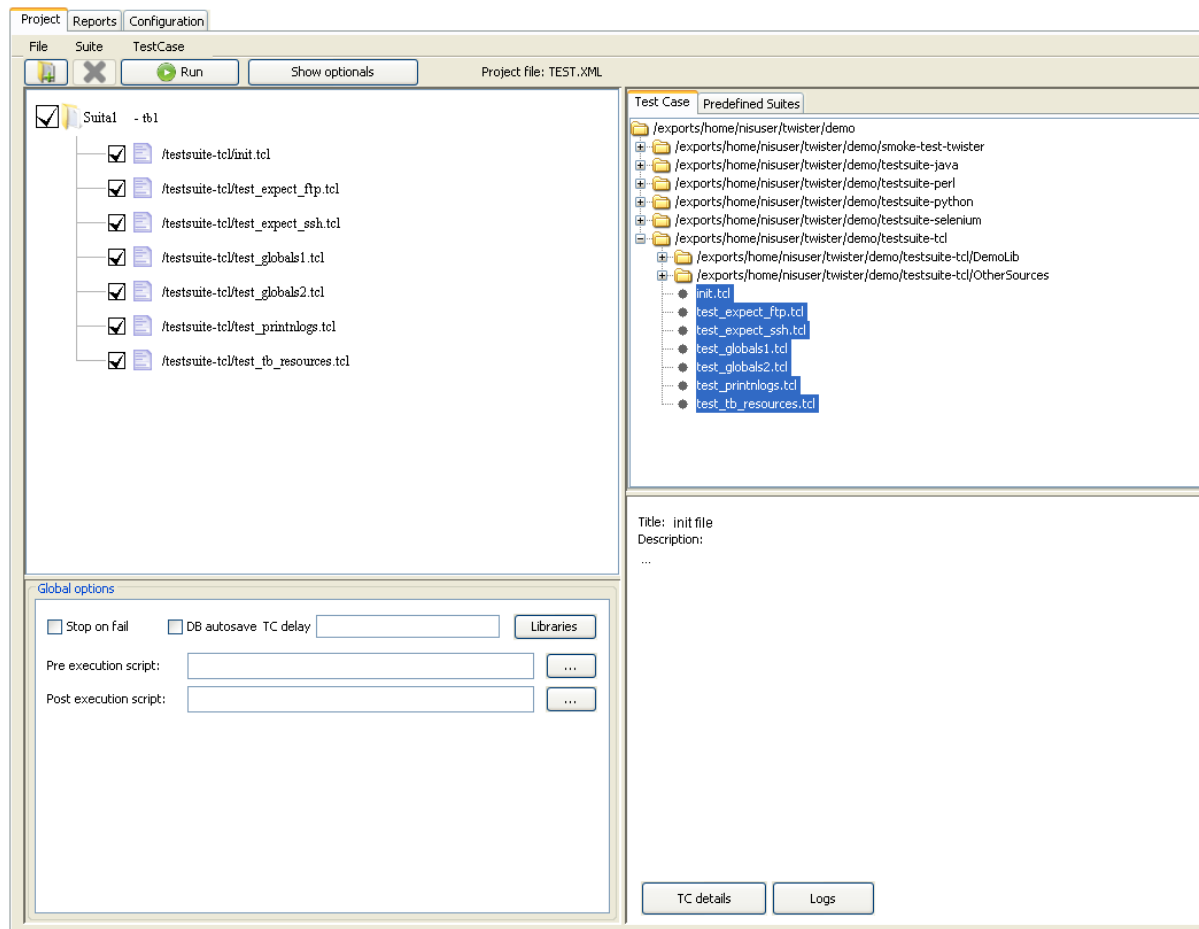 Project Reports Configuration
File Suite TestCase
Run Show optionals Project file: TEST.XML
Suita1 - tb1
/testsuite-tcl/init.tcl
/testsuite-tcl/test_expect_ftp.tcl
/testsuite-tcl/test_expect_ssh.tcl
/testsuite-tcl/test_globals1.tcl
/testsuite-tcl/test_globals2.tcl
/testsuite-tcl/test_printnlogs.tcl
/testsuite-tcl/test_tb_resources.tcl
Global options
Stop on fail DB autosave TC delay Libraries
Pre execution script: ...
Post execution script: ...
Test Case Predefined Suites
/exports/home/nisuser/twister/demo
/exports/home/nisuser/twister/demo/smoke-test-twister
/exports/home/nisuser/twister/demo/testsuite-java
/exports/home/nisuser/twister/demo/testsuite-perl
/exports/home/nisuser/twister/demo/testsuite-python
/exports/home/nisuser/twister/demo/testsuite-selenium
/exports/home/nisuser/twister/demo/testsuite-tcl
/exports/home/nisuser/twister/demo/testsuite-tcl/DemoLib
/exports/home/nisuser/twister/demo/testsuite-tcl/OtherSources
init.tcl
test_expect_ftp.tcl
test_expect_ssh.tcl
test_globals1.tcl
test_globals2.tcl
test_printnlogs.tcl
test_tb_resources.tcl
Title: init file
Description:
...
TC details Logs